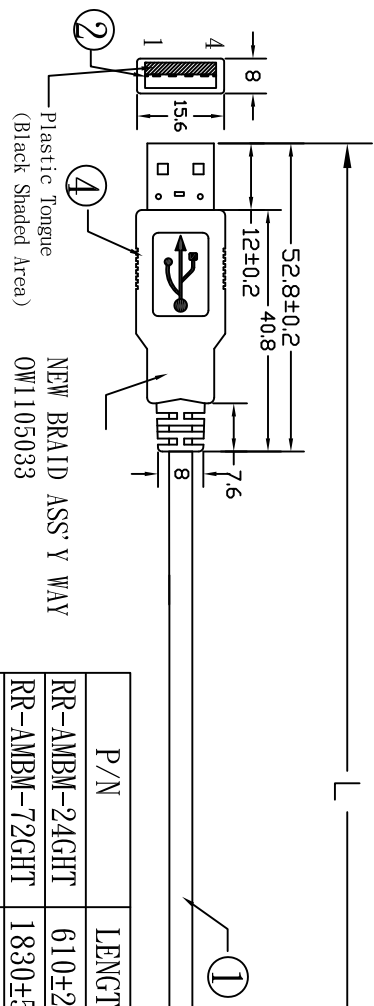 L
52.8±0.2
40.8
12±0.2
7.6
8
8
15.6
4
1
2
4
1
Plastic Tongue
(Black Shaded Area)
NEW BRAID ASS'Y WAY
OW1105033
P/N LENGT
RR-AMBM-24GHT 610±2
RR-AMBM-72GHT 1830±5